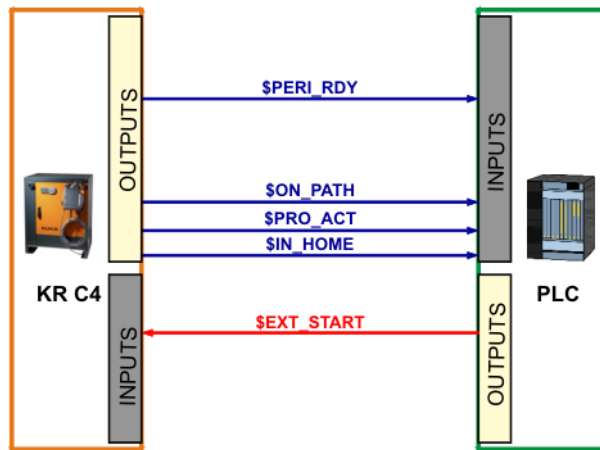 OUTPUTS
INPUTS
KR C4
$PERI_RDY
$ON_PATH
$PRO_ACT
$IN_HOME
$EXT_START
INPUTS
OUTPUTS
PLC